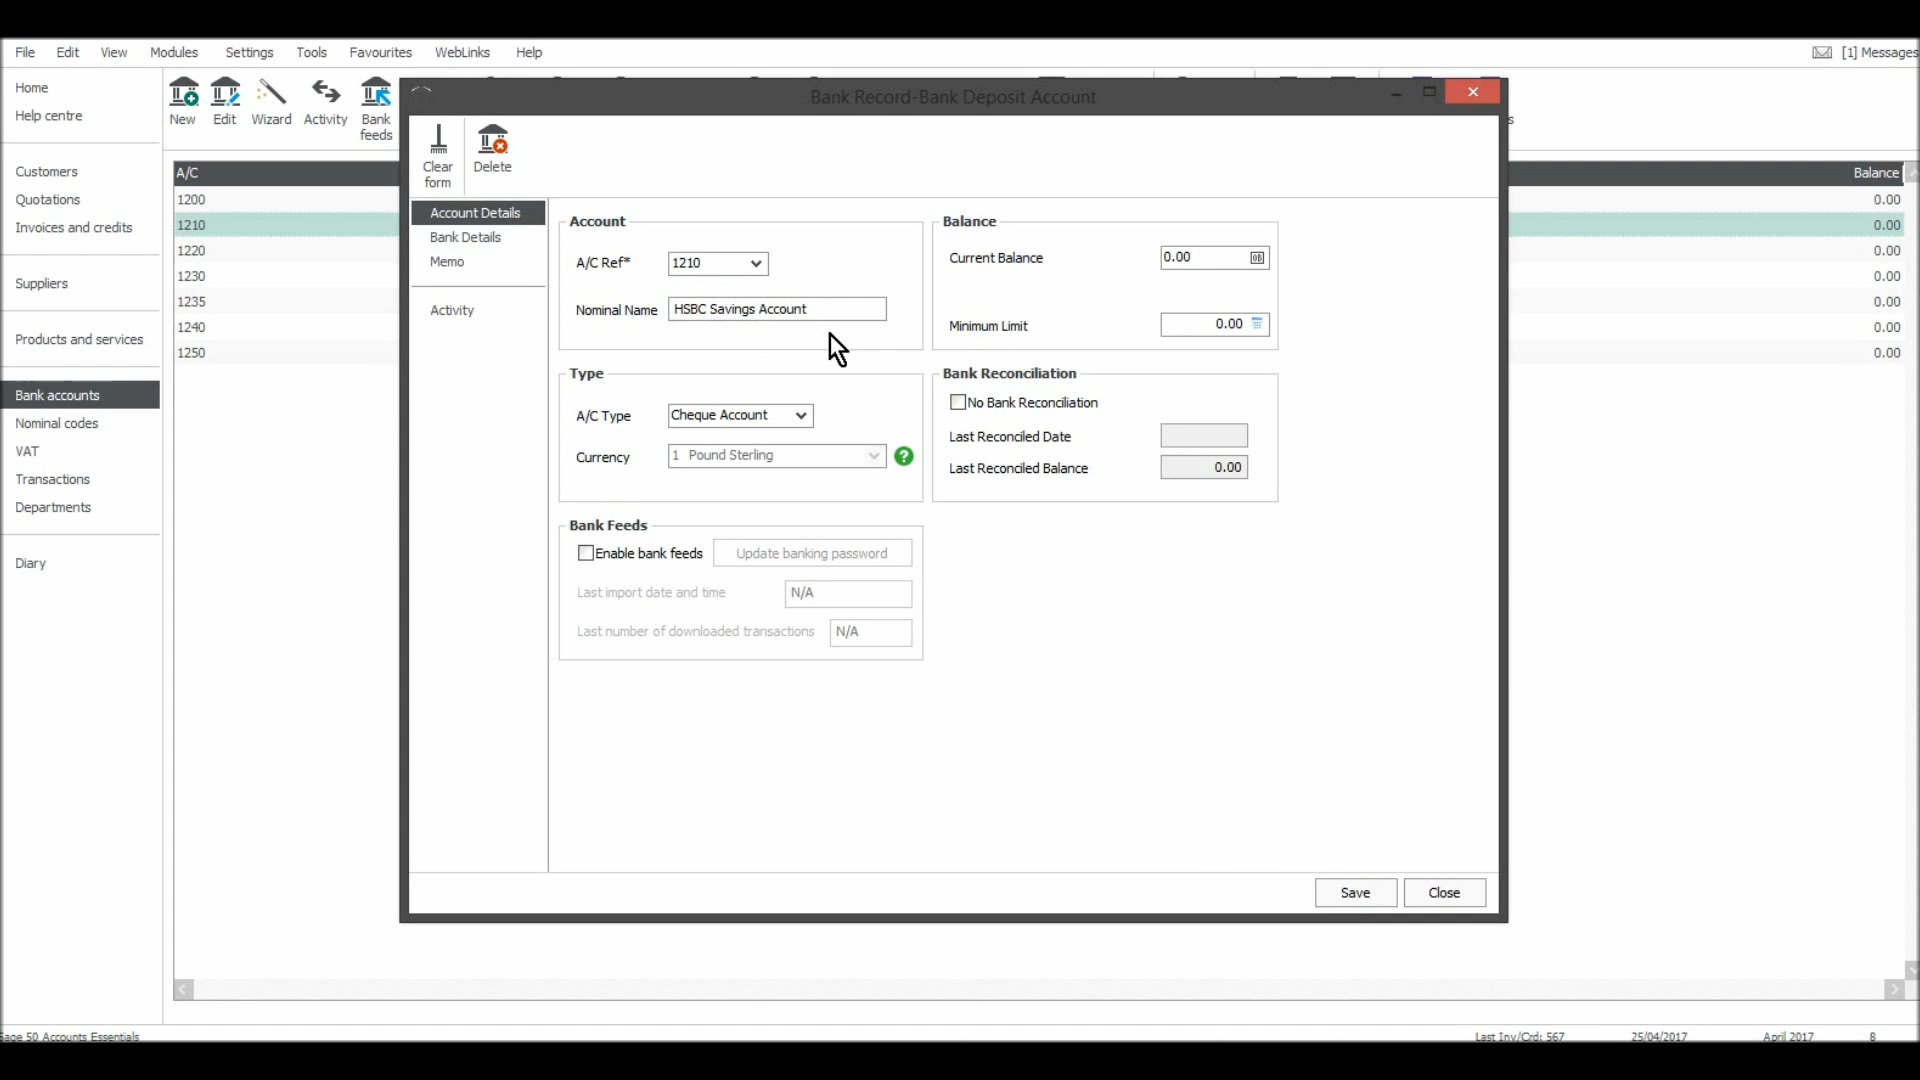 File Edit View Modules Settings Tools Favourites WebLinks Help
[1] Messages
Home
Help centre
Customers
Quotations
Invoices and credits
Suppliers
Products and services
Bank accounts
Nominal codes
VAT
Transactions
Departments
Diary
New Edit Wizard Activity Bank
feeds
A/C Balance
1200 0.00
1210 0.00
1220 0.00
1230 0.00
1235 0.00
1240 0.00
1250 0.00
Bank Record-Bank Deposit Account
Clear
form
Delete
Account Details
Bank Details
Memo
Activity
Account
A/C Ref* 1210
Nominal Name HSBC Savings Account
Type
A/C Type Cheque Account
Currency 1 Pound Sterling ?
Bank Feeds
Enable bank feeds Update banking password
Last import date and time N/A
Last number of downloaded transactions N/A
Balance
Current Balance 0.00 OB
Minimum Limit 0.00
Bank Reconciliation
No Bank Reconciliation
Last Reconciled Date
Last Reconciled Balance 0.00
Save Close
Sage 50 Accounts Essentials
Last Inv/Crd: 567 25/04/2017 April 2017 8